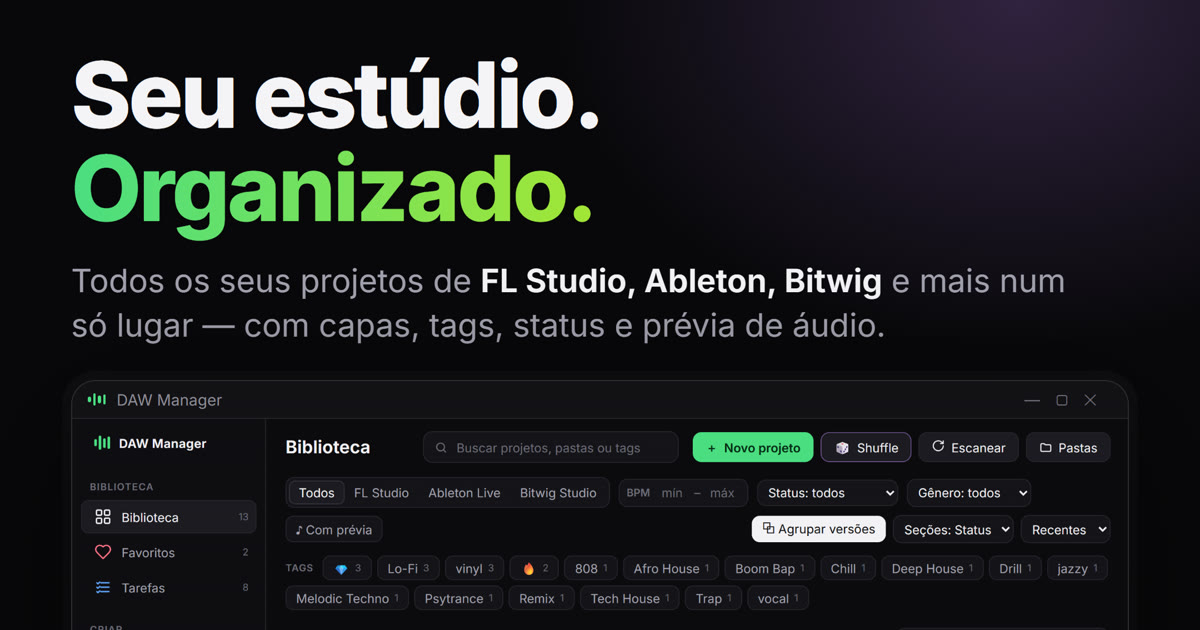 Seu estúdio.
Organizado.
Todos os seus projetos de FL Studio, Ableton, Bitwig e mais num
só lugar — com capas, tags, status e prévia de áudio.
DAW Manager
DAW Manager
Biblioteca
Buscar projetos, pastas ou tags
+ Novo projeto
Shuffle
Escanear
Pastas
BIBLIOTECA
Biblioteca 13
Favoritos 2
Tarefas 8
Todos FL Studio Ableton Live Bitwig Studio
BPM mín – máx
Status: todos
Gênero: todos
♪ Com prévia
Agrupar versões
Seções: Status
Recentes
TAGS 💎 3 Lo-Fi 3 vinyl 3 🔥 2 808 1 Afro House 1 Boom Bap 1 Chill 1 Deep House 1 Drill 1 jazzy 1
Melodic Techno 1 Psytrance 1 Remix 1 Tech House 1 Trap 1 vocal 1
CRIAR